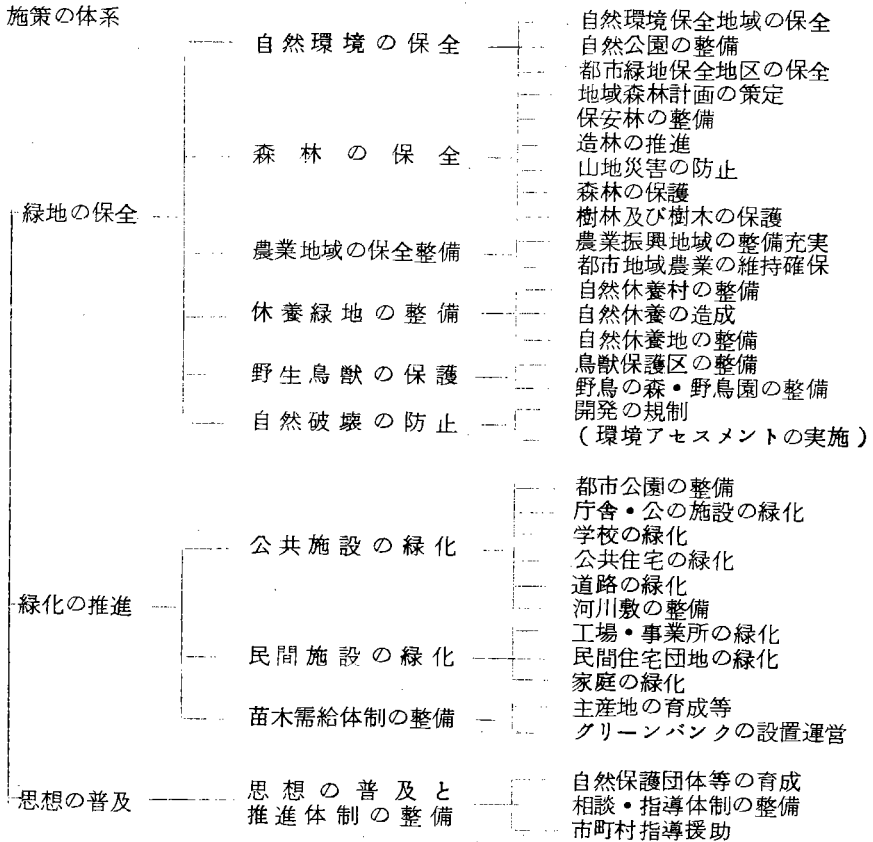 施策の体系
緑地の保全
自然環境の保全
自然環境保全地域の保全
自然公園の整備
都市緑地保全地区の保全
森林の保全
地域森林計画の策定
保安林の整備
造林の推進
山地災害の防止
森林の保護
樹林及び樹木の保護
農業地域の保全整備
農業振興地域の整備充実
都市地域農業の維持確保
休養緑地の整備
自然休養村の整備
自然休養の造成
自然休養地の整備
野生鳥獣の保護
鳥獣保護区の整備
野鳥の森・野鳥園の整備
自然破壊の防止
開発の規制
(環境アセスメントの実施)
緑化の推進
公共施設の緑化
都市公園の整備
庁舎・公の施設の緑化
学校の緑化
公共住宅の緑化
道路の緑化
河川敷の整備
民間施設の緑化
工場・事業所の緑化
民間住宅団地の緑化
家庭の緑化
苗木需給体制の整備
主産地の育成等
グリーンバンクの設置運営
思想の普及
思想の普及と
推進体制の整備
自然保護団体等の育成
相談・指導体制の整備
市町村指導援助